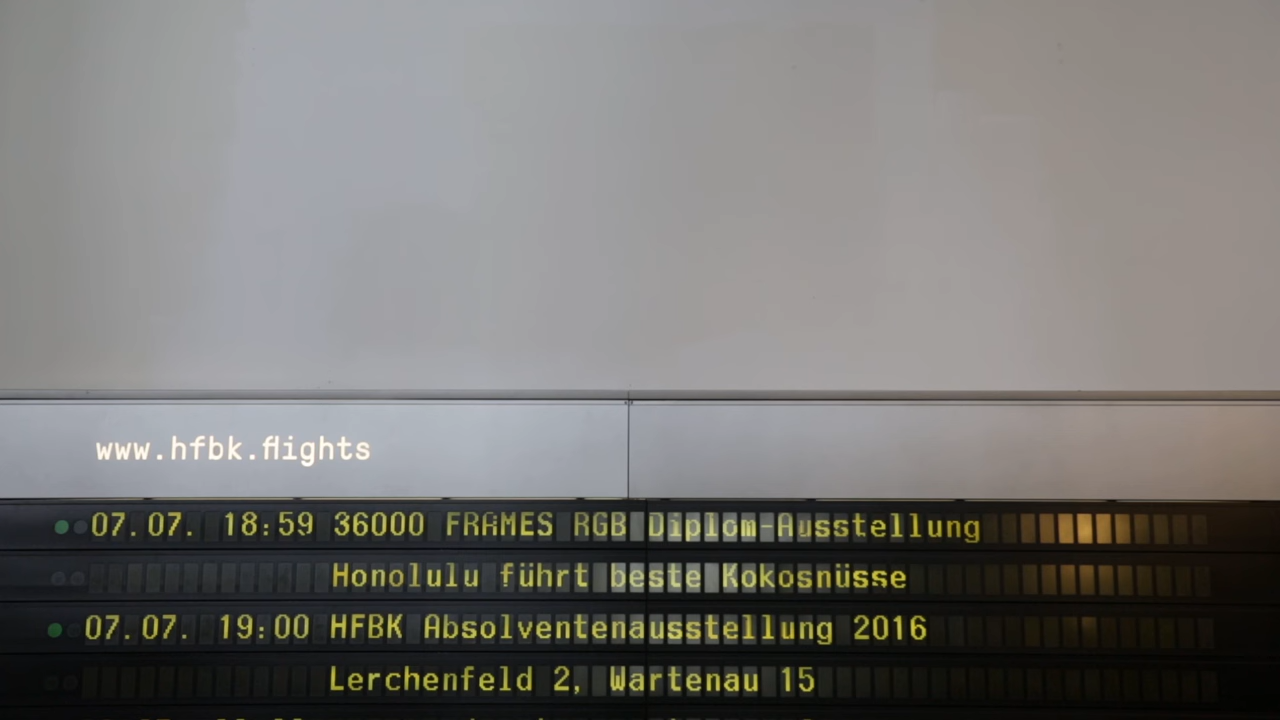 www.hfbk.flights
07.07. 18:59 36000 FRAMES RGB Diplom-Ausstellung
Honolulu führt beste Kokosnüsse
07.07. 19:00 HFBK Absolventenausstellung 2016
Lerchenfeld 2, Wartenau 15